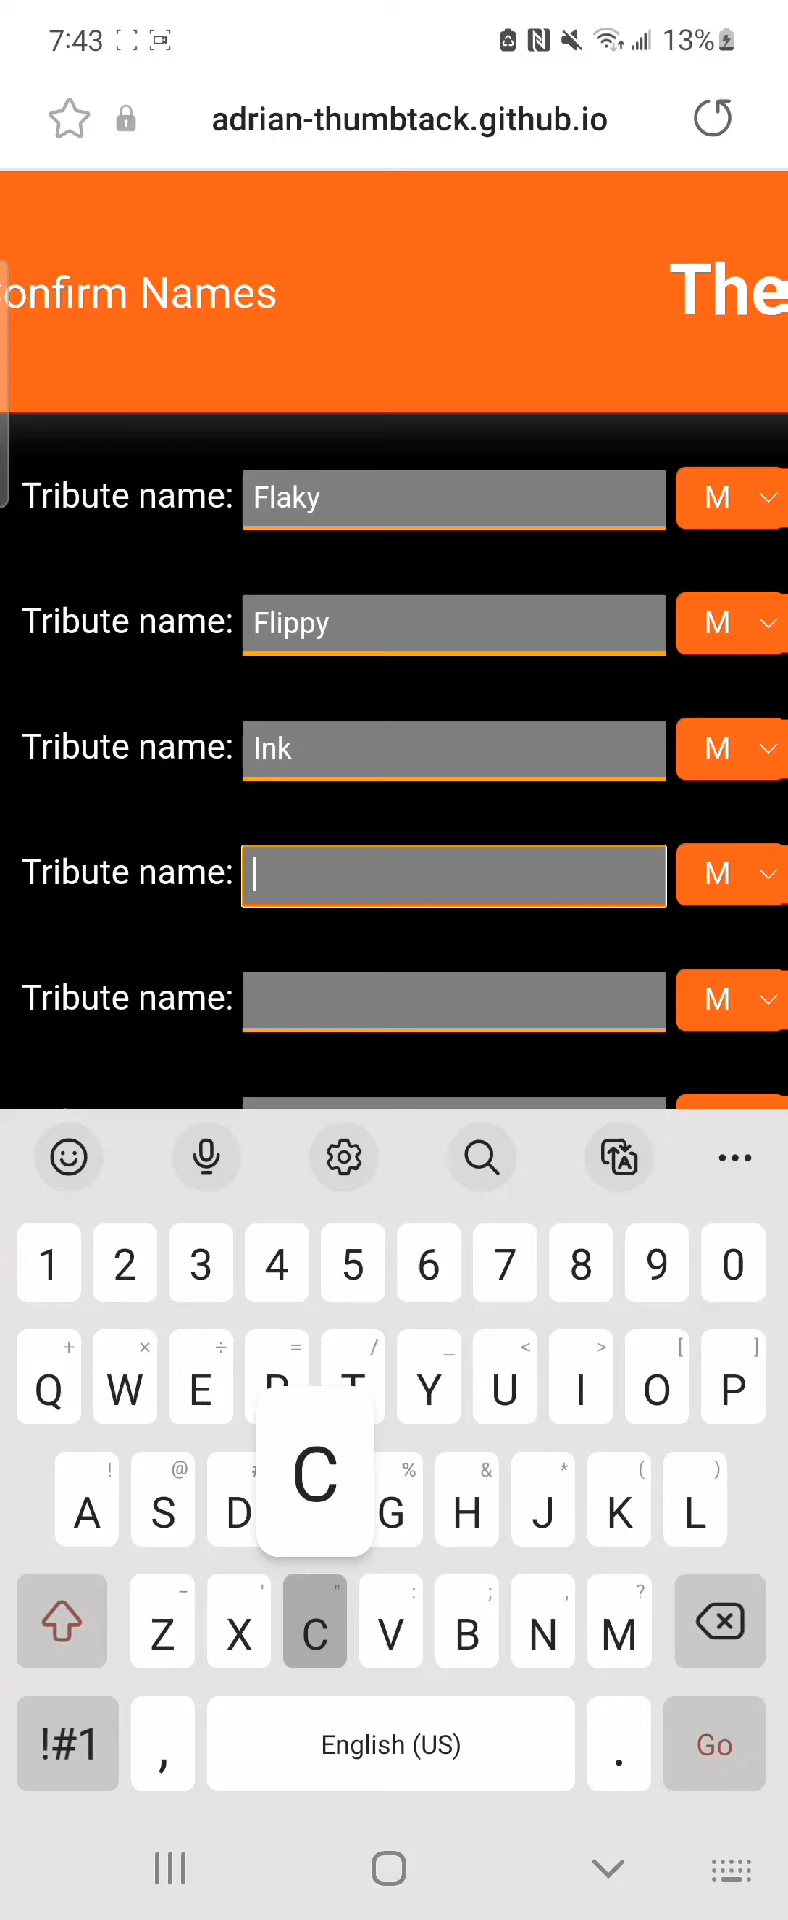 7:43 13%
adrian-thumbtack.github.io
onfirm Names The
Tribute name: Flaky M
Tribute name: Flippy M
Tribute name: Ink M
Tribute name: M
Tribute name: M
1 2 3 4 5 6 7 8 9 0
+ × ÷ = / _ < > [ ]
Q W E R T Y U I O P
! @ % & * ( )
A S D C G H J K L
- ' " : ; , ?
Z X C V B N M
!#1 , English (US) . Go